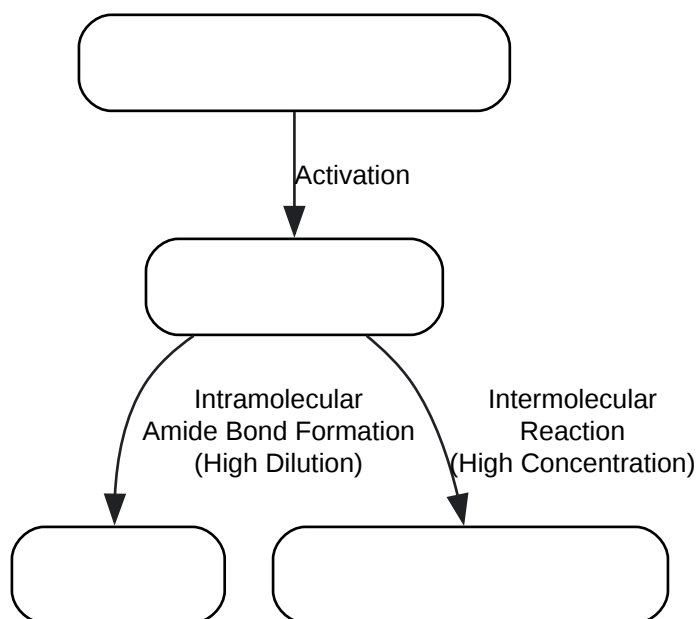 Activation
Intramolecular
Amide Bond Formation
(High Dilution)
Intermolecular
Reaction
(High Concentration)